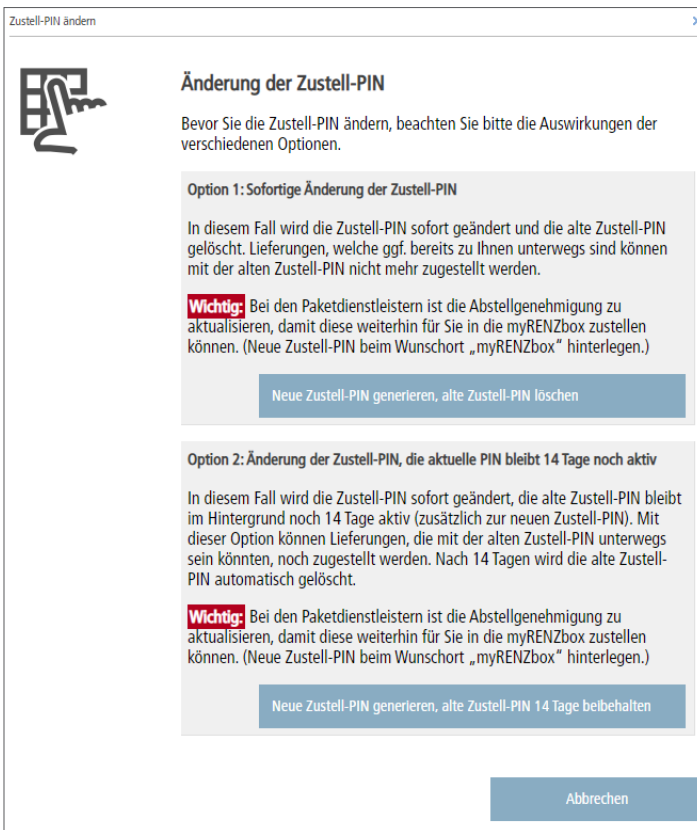 Zustell-PIN ändern
Änderung der Zustell-PIN
Bevor Sie die Zustell-PIN ändern, beachten Sie bitte die Auswirkungen der
verschiedenen Optionen.
Option 1: Sofortige Änderung der Zustell-PIN
In diesem Fall wird die Zustell-PIN sofort geändert und die alte Zustell-PIN
gelöscht. Lieferungen, welche ggf. bereits zu Ihnen unterwegs sind können
mit der alten Zustell-PIN nicht mehr zugestellt werden.
Wichtig: Bei den Paketdienstleistern ist die Abstellgenehmigung zu
aktualisieren, damit diese weiterhin für Sie in die myRENZbox zustellen
können. (Neue Zustell-PIN beim Wunschort „myRENZbox“ hinterlegen.)
Neue Zustell-PIN generieren, alte Zustell-PIN löschen
Option 2: Änderung der Zustell-PIN, die aktuelle PIN bleibt 14 Tage noch aktiv
In diesem Fall wird die Zustell-PIN sofort geändert, die alte Zustell-PIN bleibt
im Hintergrund noch 14 Tage aktiv (zusätzlich zur neuen Zustell-PIN). Mit
dieser Option können Lieferungen, die mit der alten Zustell-PIN unterwegs
sein könnten, noch zugestellt werden. Nach 14 Tagen wird die alte Zustell-
PIN automatisch gelöscht.
Wichtig: Bei den Paketdienstleistern ist die Abstellgenehmigung zu
aktualisieren, damit diese weiterhin für Sie in die myRENZbox zustellen
können. (Neue Zustell-PIN beim Wunschort „myRENZbox“ hinterlegen.)
Neue Zustell-PIN generieren, alte Zustell-PIN 14 Tage beibehalten
Abbrechen